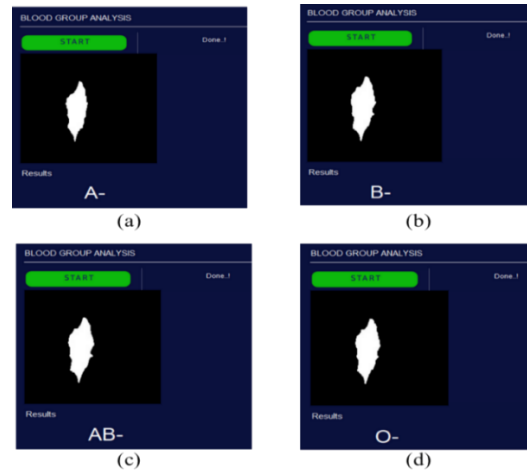 BLOOD GROUP ANALYSIS
START
Done..!
Results
A-
(a)
BLOOD GROUP ANALYSIS
START
Done..!
Results
B-
(b)
BLOOD GROUP ANALYSIS
START
Done..!
Results
AB-
(c)
BLOOD GROUP ANALYSIS
START
Done..!
Results
O-
(d)